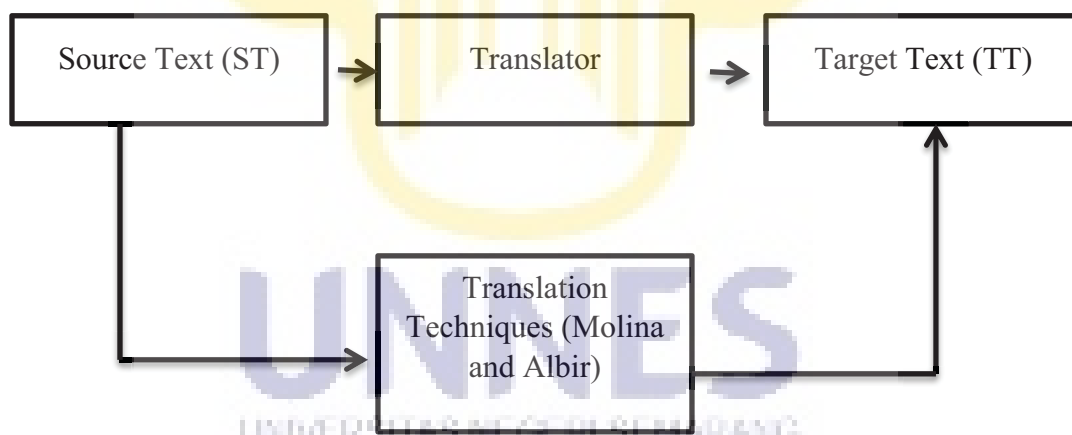 Source Text (ST)
Translator
Target Text (TT)
Translation
Techniques (Molina
and Albir)
UNNES